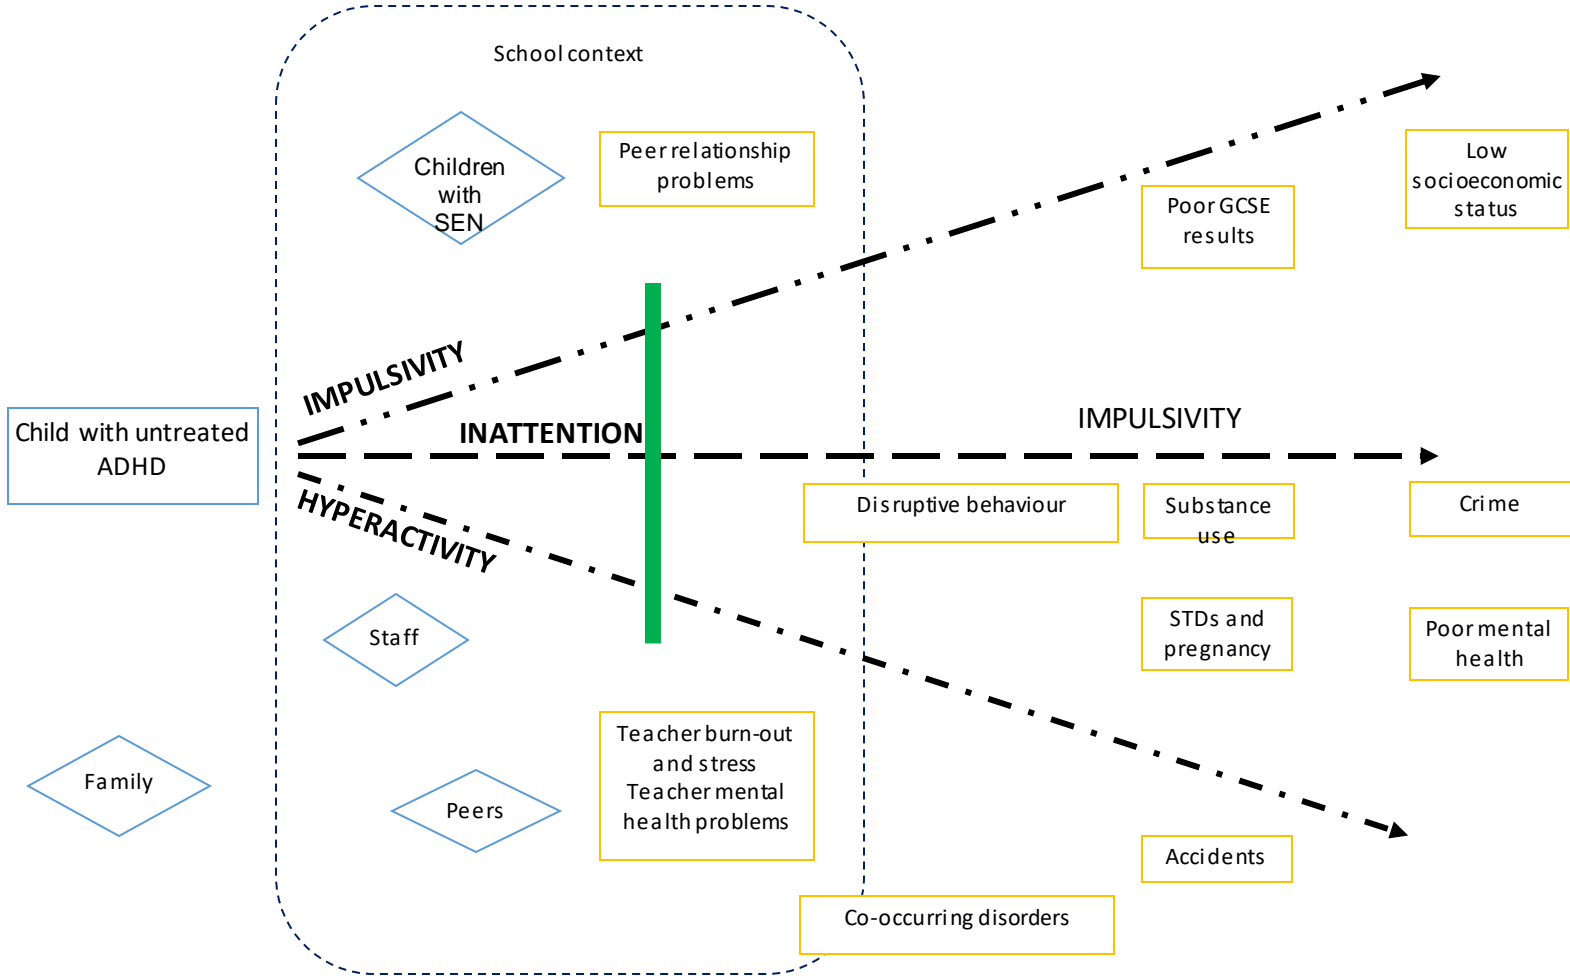 School context
Children
with
SEN
Peer relationship
problems
Low
socioeconomic
status
Poor GCSE
results
IMPULSIVITY
Child with untreated
ADHD
INATTENTION
IMPULSIVITY
HYPERACTIVITY
Disruptive behaviour
Substance
use
Crime
Staff
STDs and
pregnancy
Poor mental
health
Family
Peers
Teacher burn-out
and stress
Teacher mental
health problems
Accidents
Co-occurring disorders